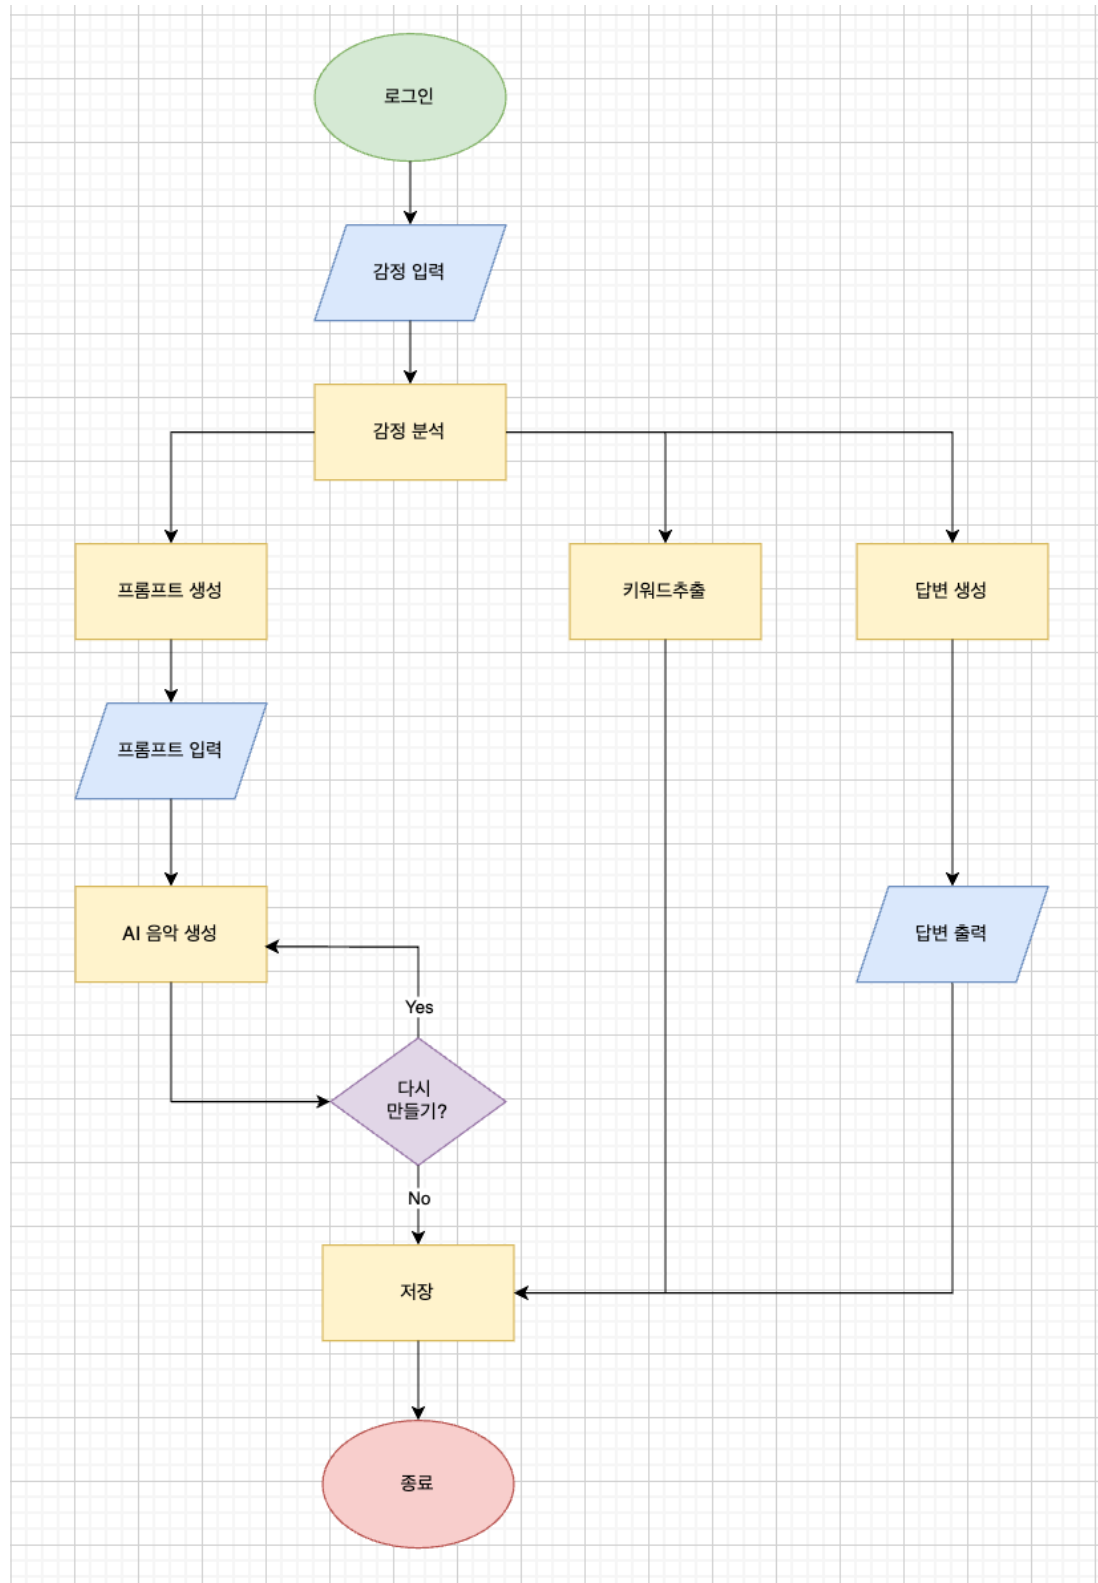 로그인
감정 입력
감정 분석
프롬프트 생성
키워드추출
답변 생성
프롬프트 입력
AI 음악 생성
답변 출력
Yes
다시
만들기?
No
저장
종료